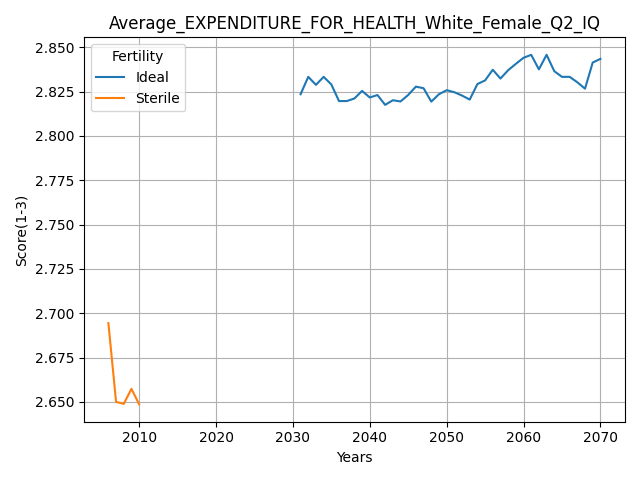 Average_EXPENDITURE_FOR_HEALTH_White_Female_Q2_IQ
Fertility
Ideal
Sterile
Score(1-3)
2.850
2.825
2.800
2.775
2.750
2.725
2.700
2.675
2.650
2010 2020 2030 2040 2050 2060 2070
Years